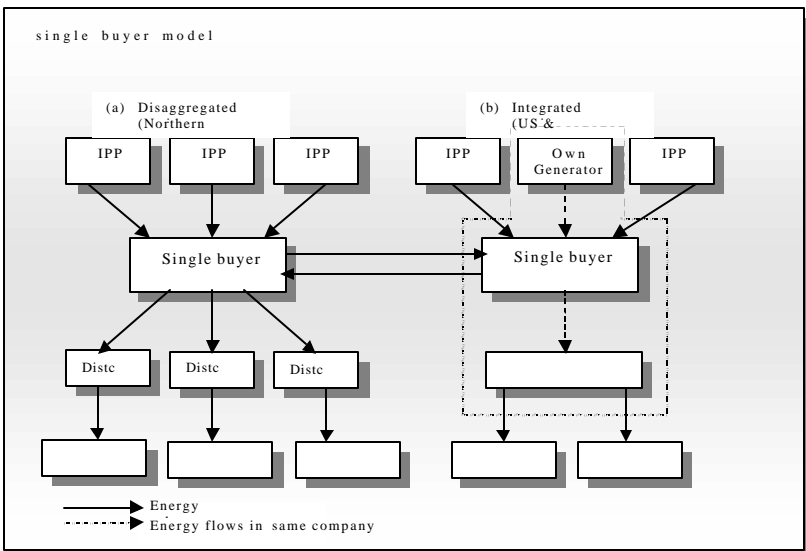 single buyer model
(a) Disaggregated
(Northern
(b) Integrated
(US &
IPP
IPP
IPP
IPP
Own
Generator
IPP
Single buyer
Single buyer
Distc
Distc
Distc
Energy
Energy flows in same company